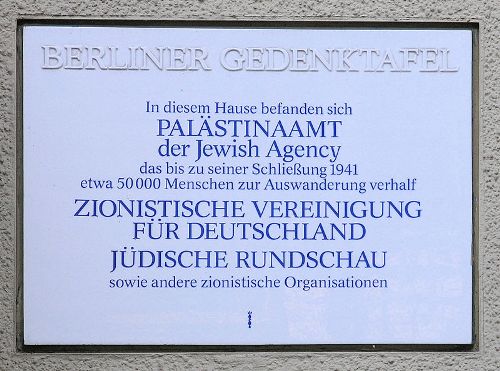 BERLINER GEDENKTAFEL
In diesem Hause befanden sich
PALÄSTINAAMT
der Jewish Agency
das bis zu seiner Schließung 1941
etwa 50 000 Menschen zur Auswanderung verhalf
ZIONISTISCHE VEREINIGUNG
FÜR DEUTSCHLAND
JÜDISCHE RUNDSCHAU
sowie andere zionistische Organisationen